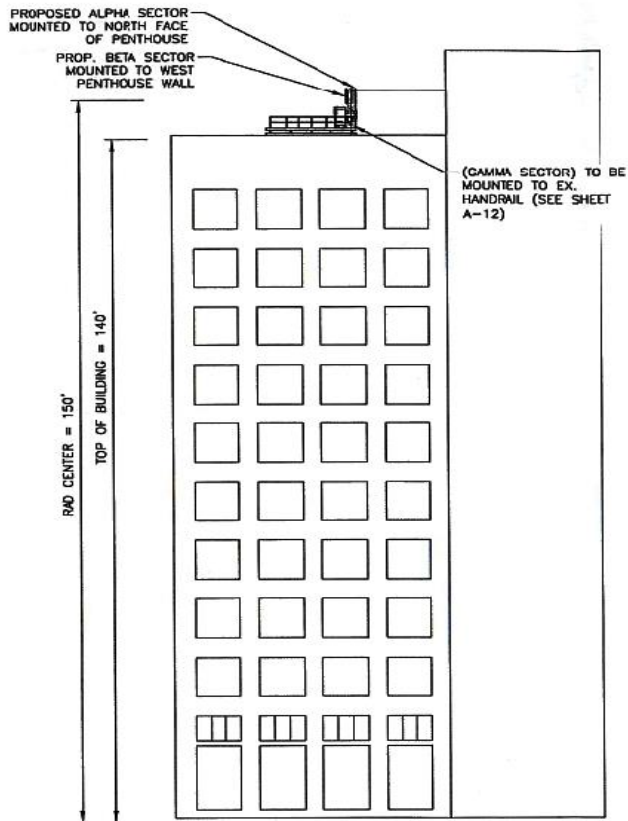 PROPOSED ALPHA SECTOR
MOUNTED TO NORTH FACE
OF PENTHOUSE
PROP. BETA SECTOR
MOUNTED TO WEST
PENTHOUSE WALL
(GAMMA SECTOR) TO BE
MOUNTED TO EX.
HANDRAIL (SEE SHEET
A-12)
RAD CENTER = 150'
TOP OF BUILDING = 140'